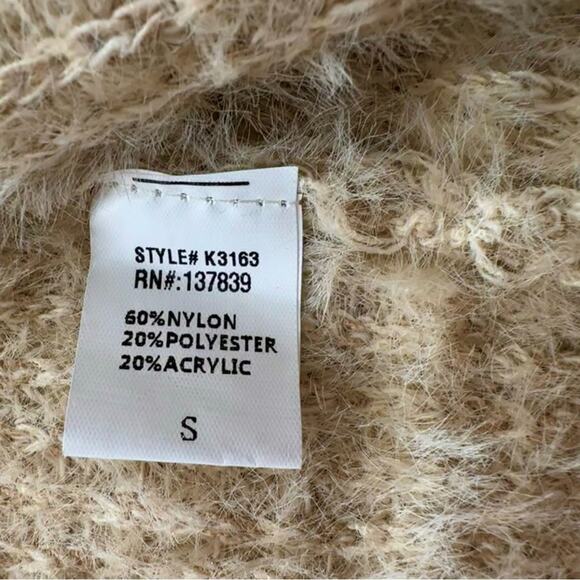 STYLE# K3163
RN#:137839
60%NYLON
20%POLYESTER
20%ACRYLIC
S